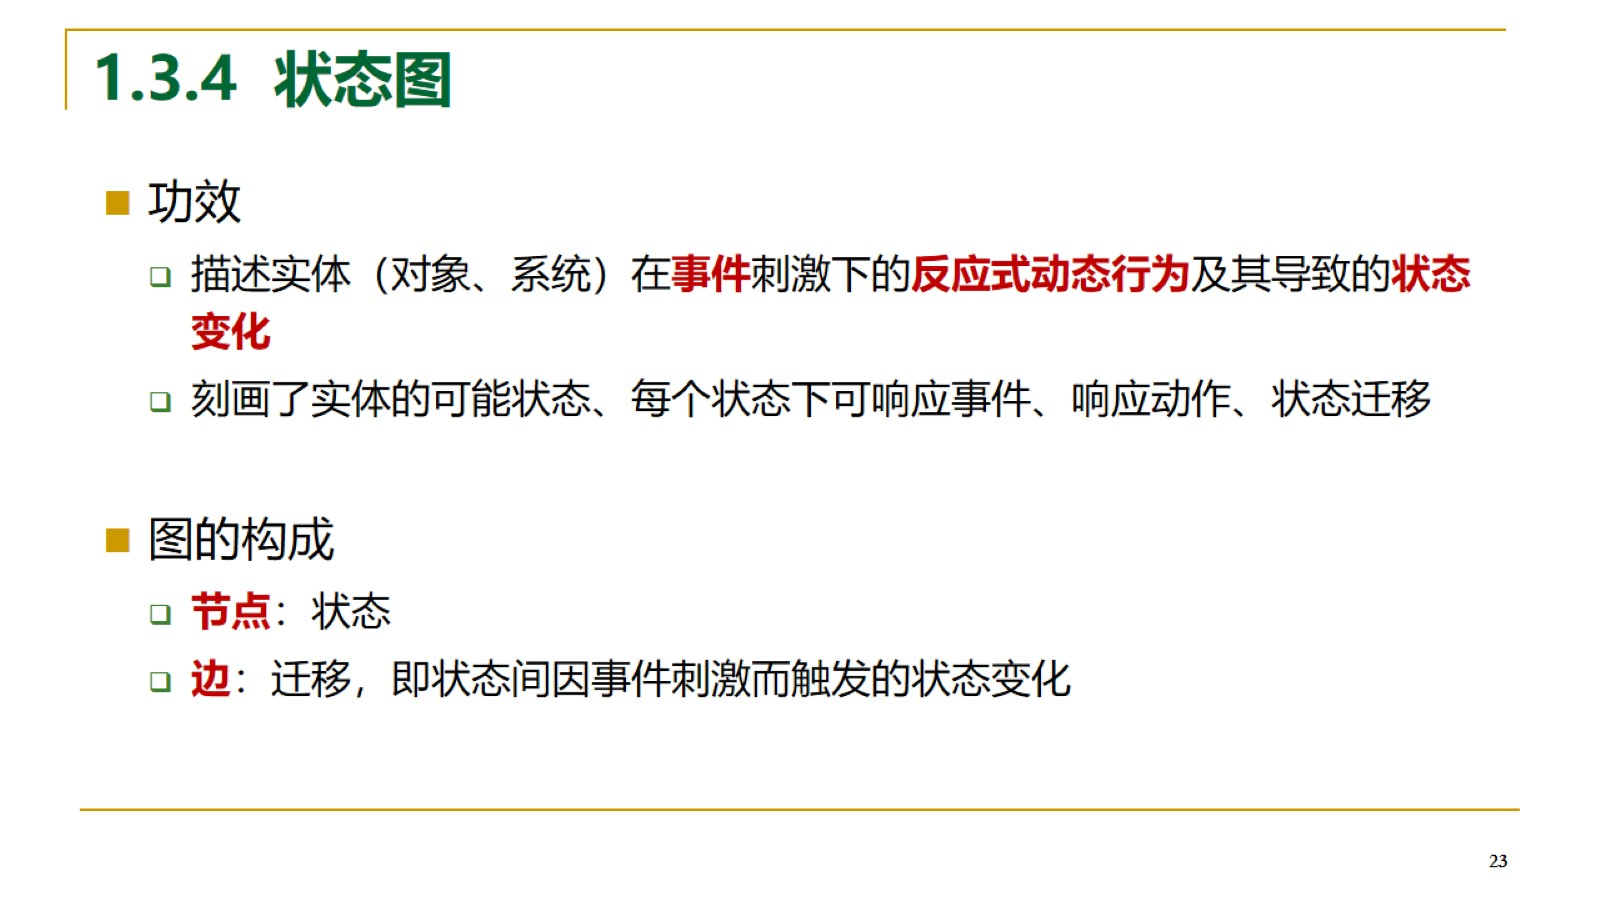 1.3.4 状态图
功效
描述实体（对象、系统）在事件刺激下的反应式动态行为及其导致的状态
变化
刻画了实体的可能状态、每个状态下可响应事件、响应动作、状态迁移
图的构成
节点：状态
边：迁移，即状态间因事件刺激而触发的状态变化
23